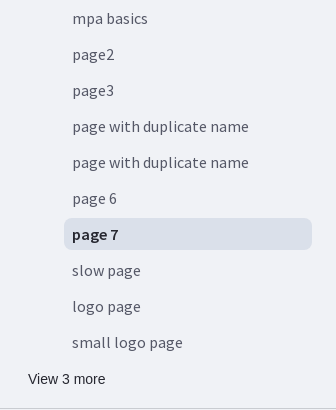 mpa basics
page2
page3
page with duplicate name
page with duplicate name
page 6
page 7
slow page
logo page
small logo page
View 3 more